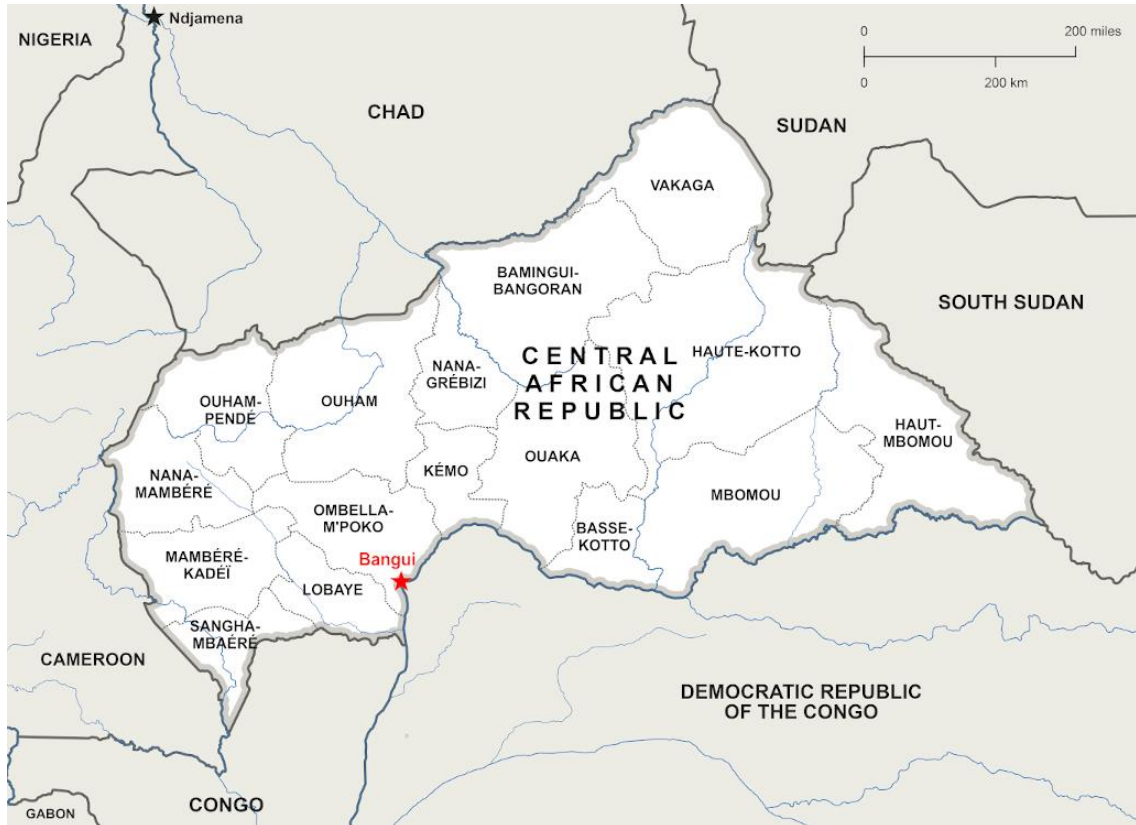 Ndjamena
NIGERIA
0
200 miles
0
200 km
CHAD
SUDAN
VAKAGA
BAMINGUI-
BANGORAN
SOUTH SUDAN
CENTRAL
AFRICAN
REPUBLIC
HAUTE-KOTTO
NANA-
GRÉBIZI
OUHAM-
PENDÉ
OUHAM
HAUT-
MBOMOU
KÉMO
OUAKA
NANA-
MAMBÉRÉ
MBOMOU
OMBELLA-
M'POKO
BASSE-
KOTTO
MAMBÉRÉ-
KADÉÏ
Bangui
LOBAYE
SANGHA-
MBAÉRÉ
CAMEROON
DEMOCRATIC REPUBLIC
OF THE CONGO
CONGO
GABON